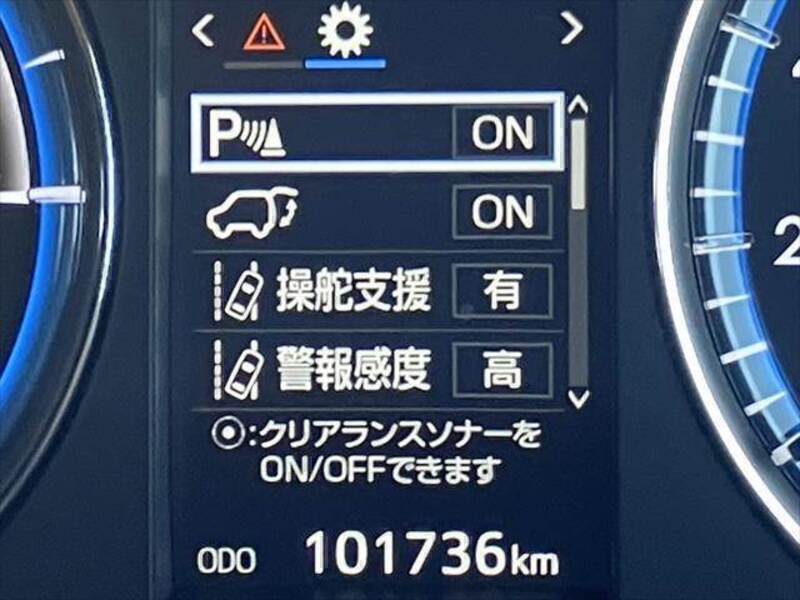 P ON
ON
操舵支援 有
警報感度 高
⦿:クリアランスソナーを
ON/OFFできます
ODO 101736km
2